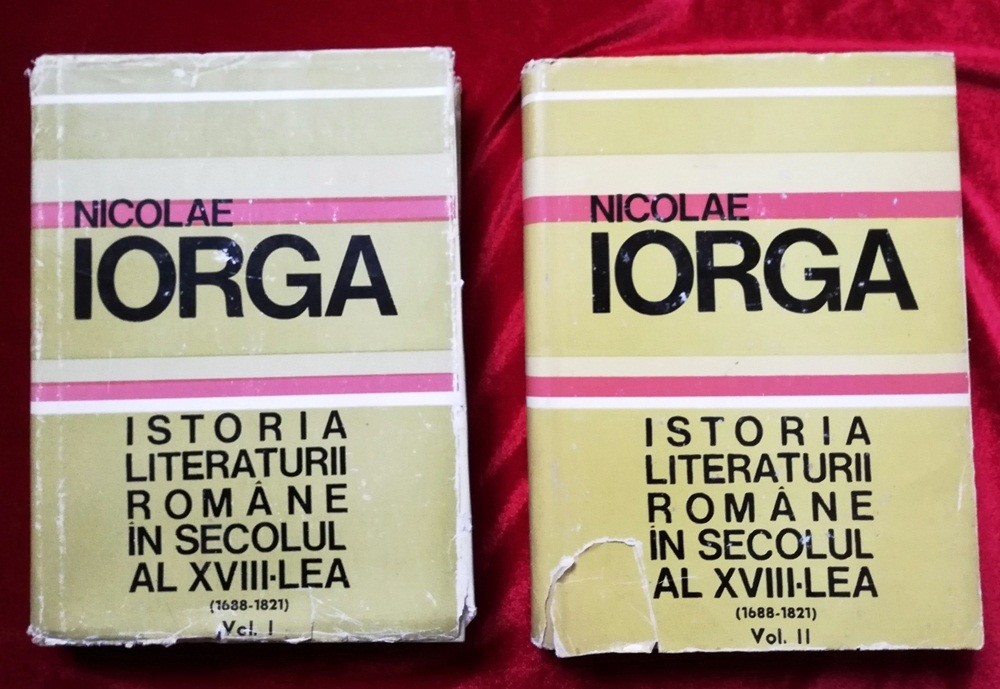 NICOLAE
IORGA
ISTORIA
LITERATURII
ROMÂNE
ÎN SECOLUL
AL XVIII-LEA
(1688-1821)
Vol. I
NICOLAE
IORGA
ISTORIA
LITERATURII
ROMÂNE
ÎN SECOLUL
AL XVIII-LEA
(1688-1821)
Vol. II